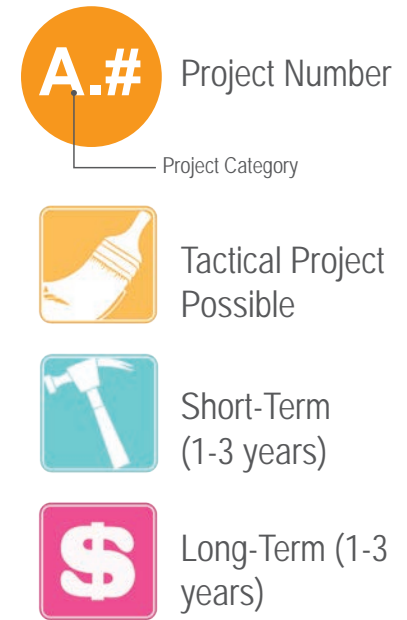 A.# Project Number
Project Category
Tactical Project
Possible
Short-Term
(1-3 years)
$
Long-Term (1-3
years)